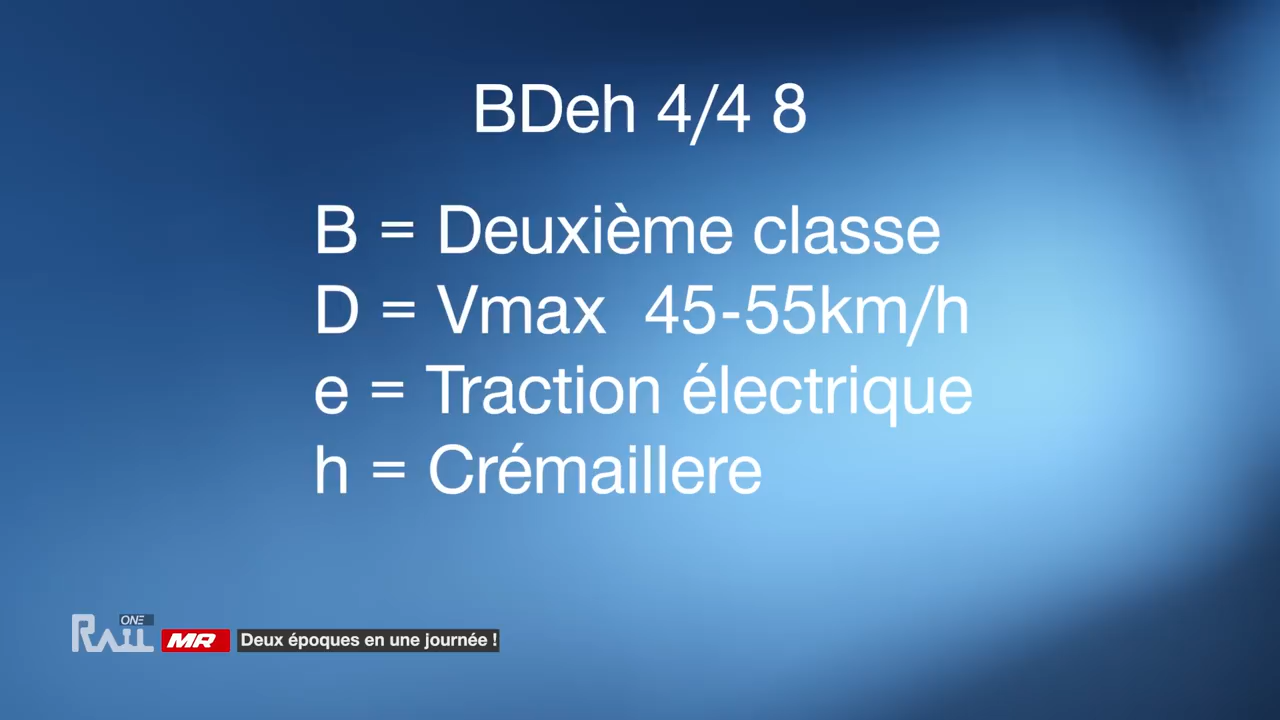 BDeh 4/4 8
B = Deuxième classe
D = Vmax 45-55km/h
e = Traction électrique
h = Crémaillere
RAIL ONE MR Deux époques en une journée !